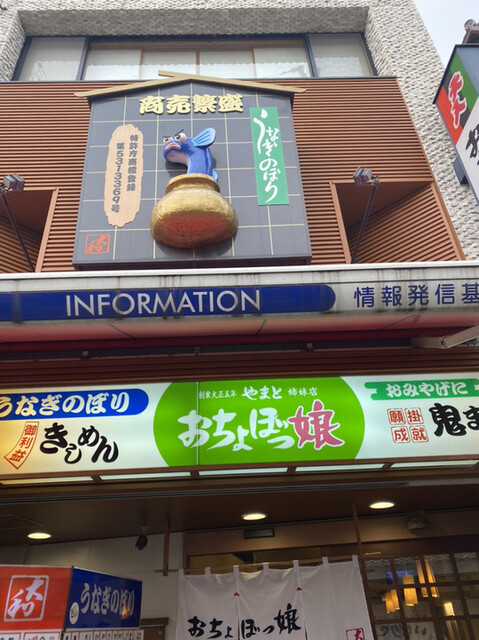 商売繁盛
うなぎのぼり
特許庁商標登録
第5313369号
大和
INFORMATION
情報発信基
うなぎのぼり
御利益
きしめん
創業大正五年 やまと 姉妹店
おちょぼっ娘
おみやげに
願掛
成就
鬼ま
大和
うなぎのぼり
おちょぼっ娘